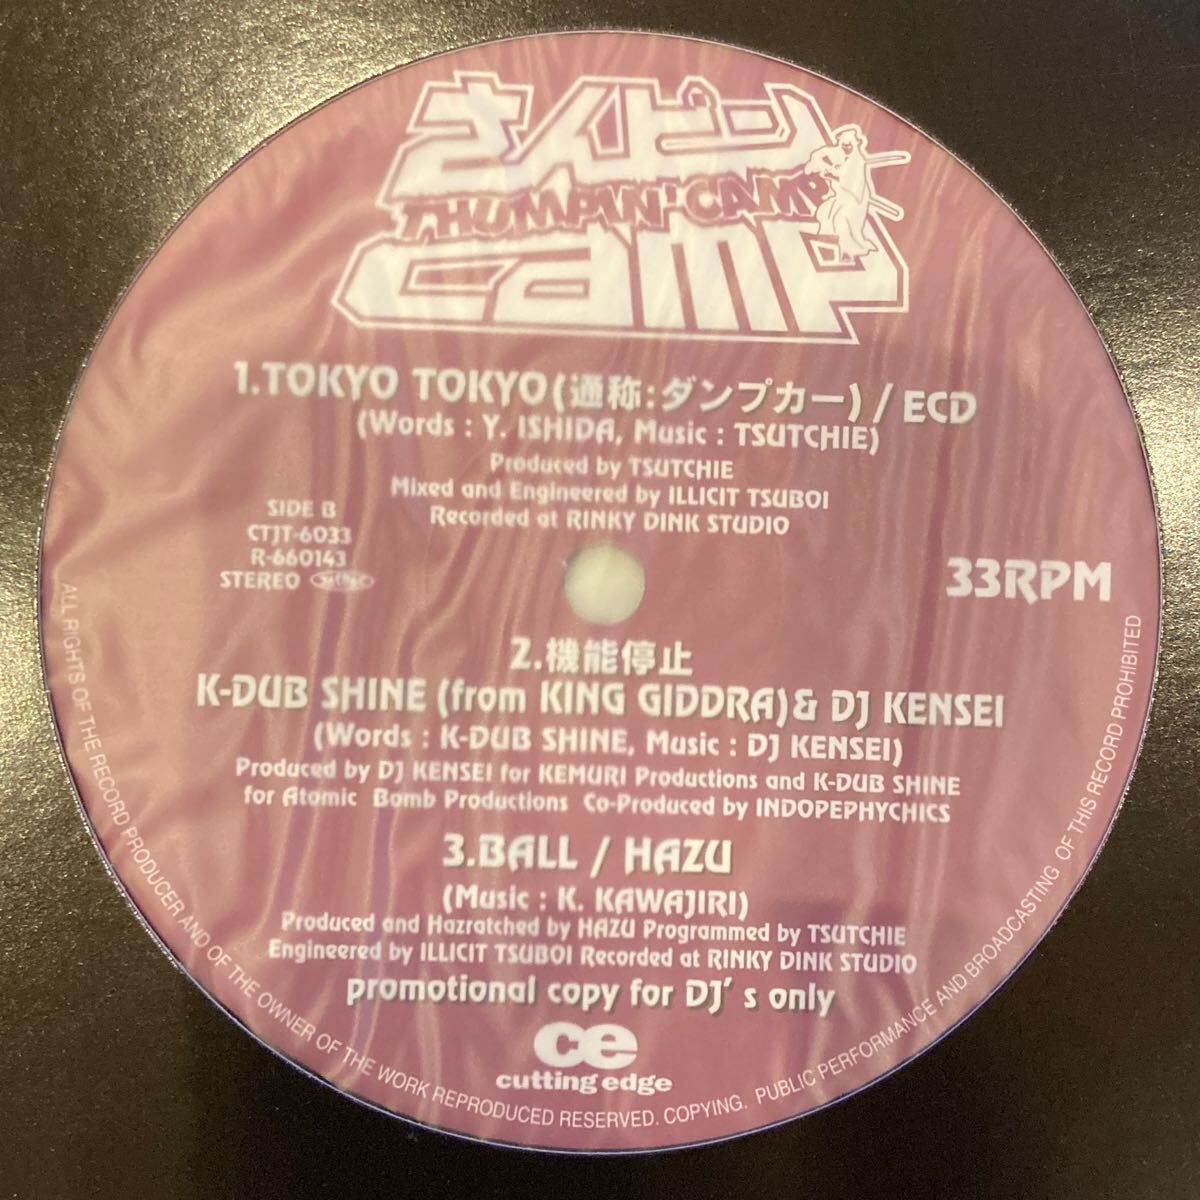 さんピン
THUMPIN' CAMP
camp
1.TOKYO TOKYO(通称:ダンプカー) / ECD
(Words : Y. ISHIDA, Music : TSUTCHIE)
Produced by TSUTCHIE
Mixed and Engineered by ILLICIT TSUBOI
Recorded at RINKY DINK STUDIO
SIDE B
CTJT-6033
R-660143
STEREO
33RPM
2.機能停止
K-DUB SHINE (from KING GIDDRA) & DJ KENSEI
(Words : K-DUB SHINE, Music : DJ KENSEI)
Produced by DJ KENSEI for KEMURI Productions and K-DUB SHINE
for Atomic Bomb Productions Co-Produced by INDOPEPHYCHICS
3.BALL / HAZU
(Music : K. KAWAJIRI)
Produced and Hazratched by HAZU Programmed by TSUTCHIE
Engineered by ILLICIT TSUBOI Recorded at RINKY DINK STUDIO
promotional copy for DJ's only
ce
cutting edge
ALL RIGHTS OF THE RECORD PRODUCER AND OF THE OWNER OF THE WORK REPRODUCED RESERVED. COPYING. PUBLIC PERFORMANCE AND BROADCASTING OF THIS RECORD PROHIBITED